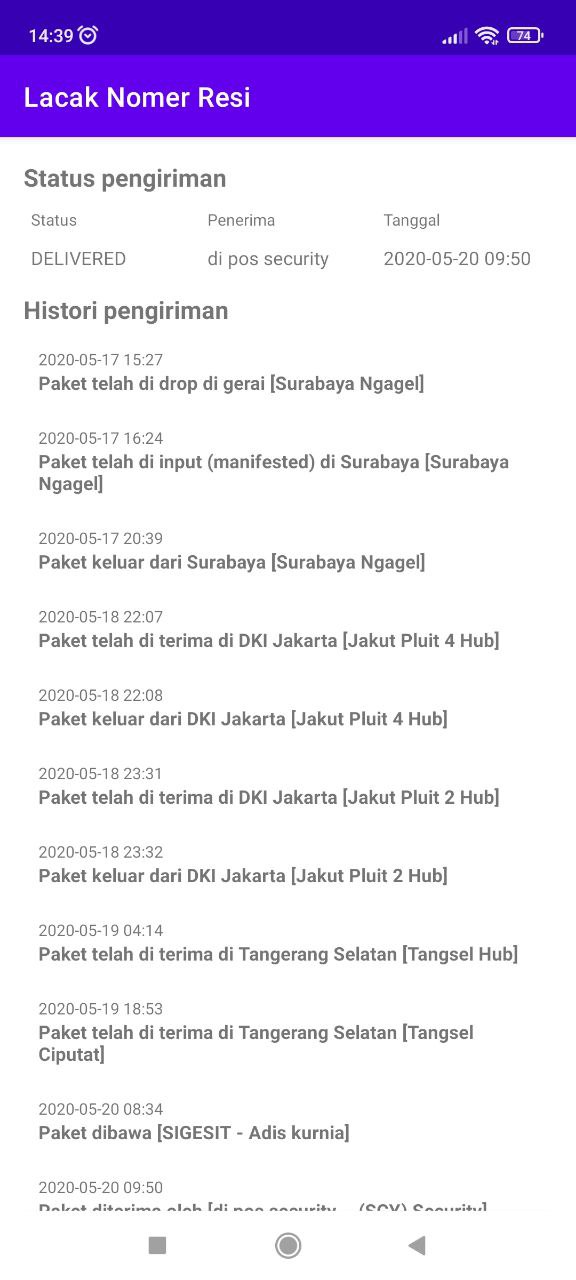 14:39
74
Lacak Nomer Resi
Status pengiriman
Status Penerima Tanggal
DELIVERED di pos security 2020-05-20 09:50
Histori pengiriman
2020-05-17 15:27
Paket telah di drop di gerai [Surabaya Ngagel]
2020-05-17 16:24
Paket telah di input (manifested) di Surabaya [Surabaya
Ngagel]
2020-05-17 20:39
Paket keluar dari Surabaya [Surabaya Ngagel]
2020-05-18 22:07
Paket telah di terima di DKI Jakarta [Jakut Pluit 4 Hub]
2020-05-18 22:08
Paket keluar dari DKI Jakarta [Jakut Pluit 4 Hub]
2020-05-18 23:31
Paket telah di terima di DKI Jakarta [Jakut Pluit 2 Hub]
2020-05-18 23:32
Paket keluar dari DKI Jakarta [Jakut Pluit 2 Hub]
2020-05-19 04:14
Paket telah di terima di Tangerang Selatan [Tangsel Hub]
2020-05-19 18:53
Paket telah di terima di Tangerang Selatan [Tangsel
Ciputat]
2020-05-20 08:34
Paket dibawa [SIGESIT - Adis kurnia]
2020-05-20 09:50
Paket diterima oleh [di pos security - (SCY) Security]